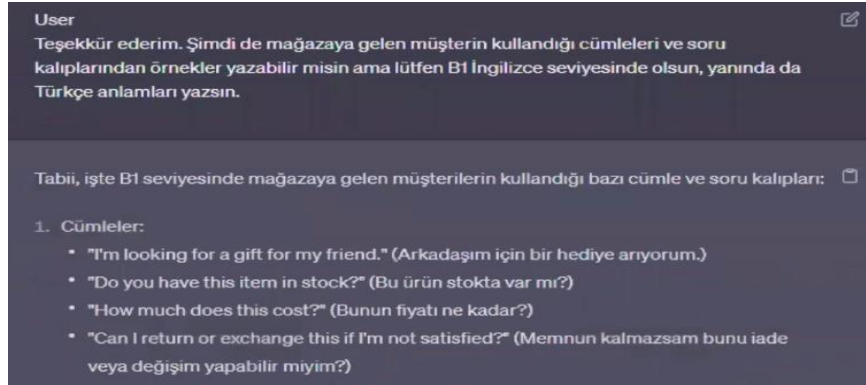 User
Teşekkür ederim. Şimdi de mağazaya gelen müşterin kullandığı cümleleri ve soru
kalıplarından örnekler yazabilir misin ama lütfen B1 İngilizce seviyesinde olsun, yanında da
Türkçe anlamları yazsın.
Tabii, işte B1 seviyesinde mağazaya gelen müşterilerin kullandığı bazı cümle ve soru kalıpları:
1. Cümleler:
• "I'm looking for a gift for my friend." (Arkadaşım için bir hediye arıyorum.)
• "Do you have this item in stock?" (Bu ürün stokta var mı?)
• "How much does this cost?" (Bunun fiyatı ne kadar?)
• "Can I return or exchange this if I'm not satisfied?" (Memnun kalmazsam bunu iade
veya değişim yapabilir miyim?)